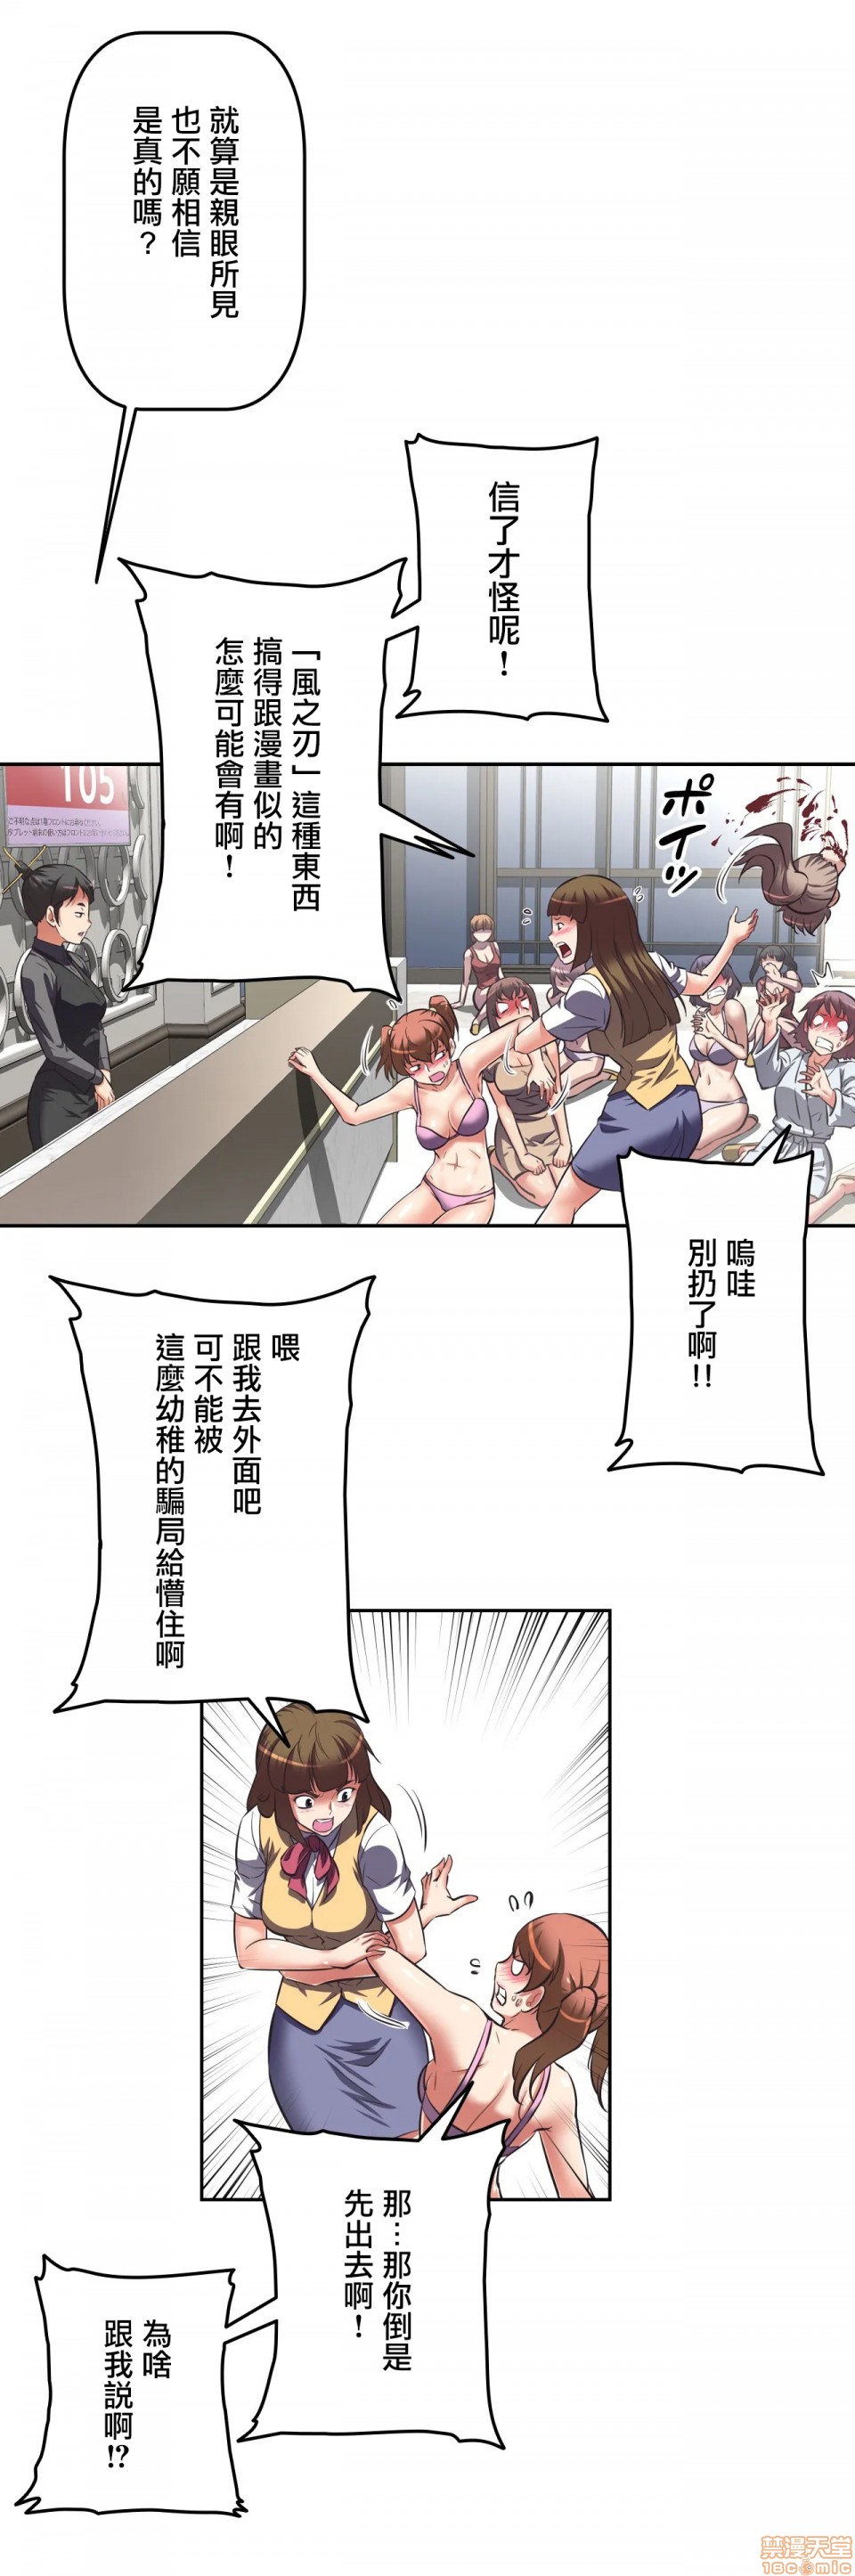 就算是親眼所見
也不願相信
是真的嗎？
信了才怪呢！
「風之刃」這種東西
搞得跟漫畫似的
怎麼可能會有啊！
105
ポイッ
嗚哇
別扔了啊!!
喂
跟我去外面吧
可不能被
這麼幼稚的騙局給懵住啊
那…那你倒是
先出去啊！
為啥
跟我説啊!?
禁漫天堂
18comic